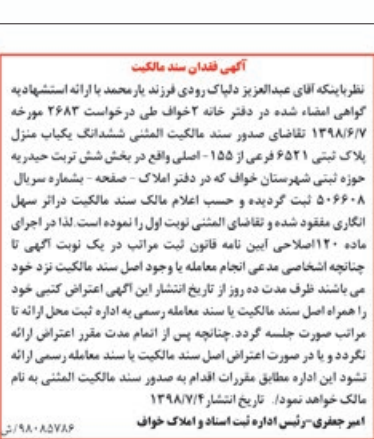 آگهی فقدان سند مالکیت
نظرباینکه آقای عبدالعزیز دلپاک رودی فرزند یارمحمد با ارائه استشهادیه
گواهی امضاء شده در دفتر خانه ۲خواف طی درخواست ۲۶۸۳ مورخه
۱۳۹۸/۶/۷ تقاضای صدور سند مالکیت المثنی ششدانگ یکباب منزل
پلاک ثبتی ۶۵۲۱ فرعی از ۱۵۵- اصلی واقع در بخش شش تربت حیدریه
حوزه ثبتی شهرستان خواف که در دفتر املاک - صفحه - بشماره سریال
۵۰۶۶۰۸ ثبت گردیده و حسب اعلام مالک سند مالکیت دراثر سهل
انگاری مفقود شده و تقاضای المثنی نوبت اول را نموده است.لذا در اجرای
ماده ۱۲۰اصلاحی آیین نامه قانون ثبت مراتب در یک نوبت آگهی تا
چنانچه اشخاصی مدعی انجام معامله یا وجود اصل سند مالکیت نزد خود
می باشند ظرف مدت ده روز از تاریخ انتشار این آگهی اعتراض کتبی خود
را همراه اصل سند مالکیت یا سند معامله رسمی به اداره ثبت محل ارائه تا
مراتب صورت جلسه گردد.چنانچه پس از اتمام مدت مقرر اعتراض ارائه
نگردد و یا در صورت اعتراض اصل سند مالکیت یا سند معامله رسمی ارائه
نشود این اداره مطابق مقررات اقدام به صدور سند مالکیت المثنی به نام
مالک خواهد نمود/. تاریخ انتشار۱۳۹۸/۷/۴
امیر جعفری-رئیس اداره ثبت اسناد و املاک خواف
۹۸۰۸۵۷۸۶/ش